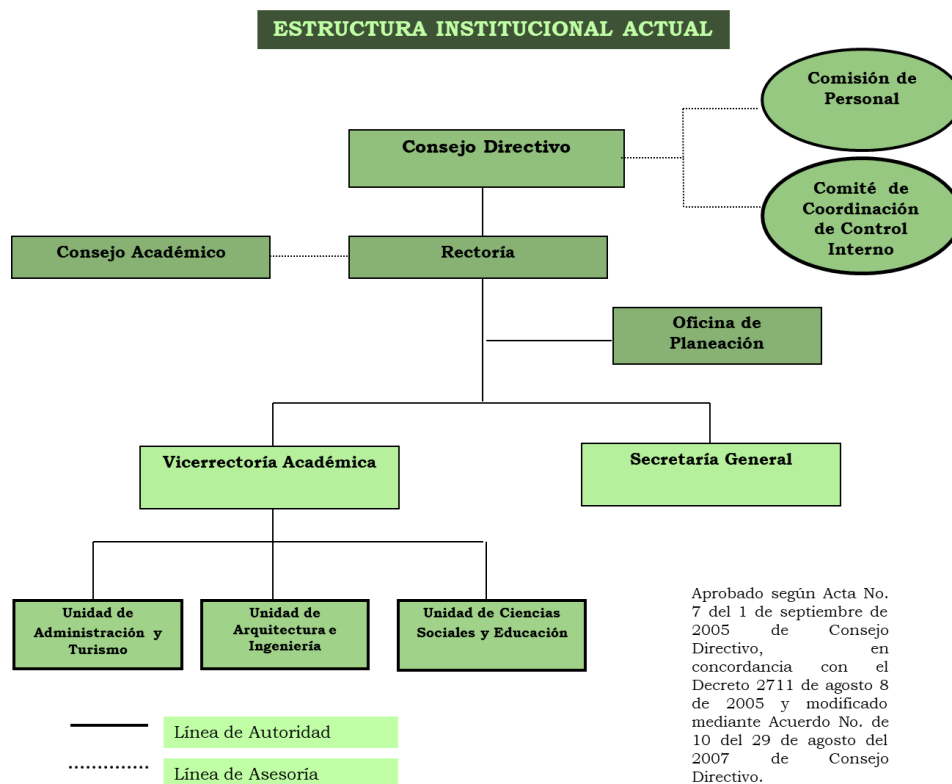 ESTRUCTURA INSTITUCIONAL ACTUAL
Comisión de
Personal
Consejo Directivo
Comité de
Coordinación
de Control
Interno
Consejo Académico
Rectoría
Oficina de
Planeación
Vicerrectoría Académica
Secretaría General
Unidad de
Administración y
Turismo
Unidad de
Arquitectura e
Ingeniería
Unidad de Ciencias
Sociales y Educación
Aprobado según Acta No.
7 del 1 de septiembre de
2005 de Consejo
Directivo, en
concordancia con el
Decreto 2711 de agosto 8
de 2005 y modificado
mediante Acuerdo No. de
10 del 29 de agosto del
2007 de Consejo
Directivo.
Línea de Autoridad
Línea de Asesoría